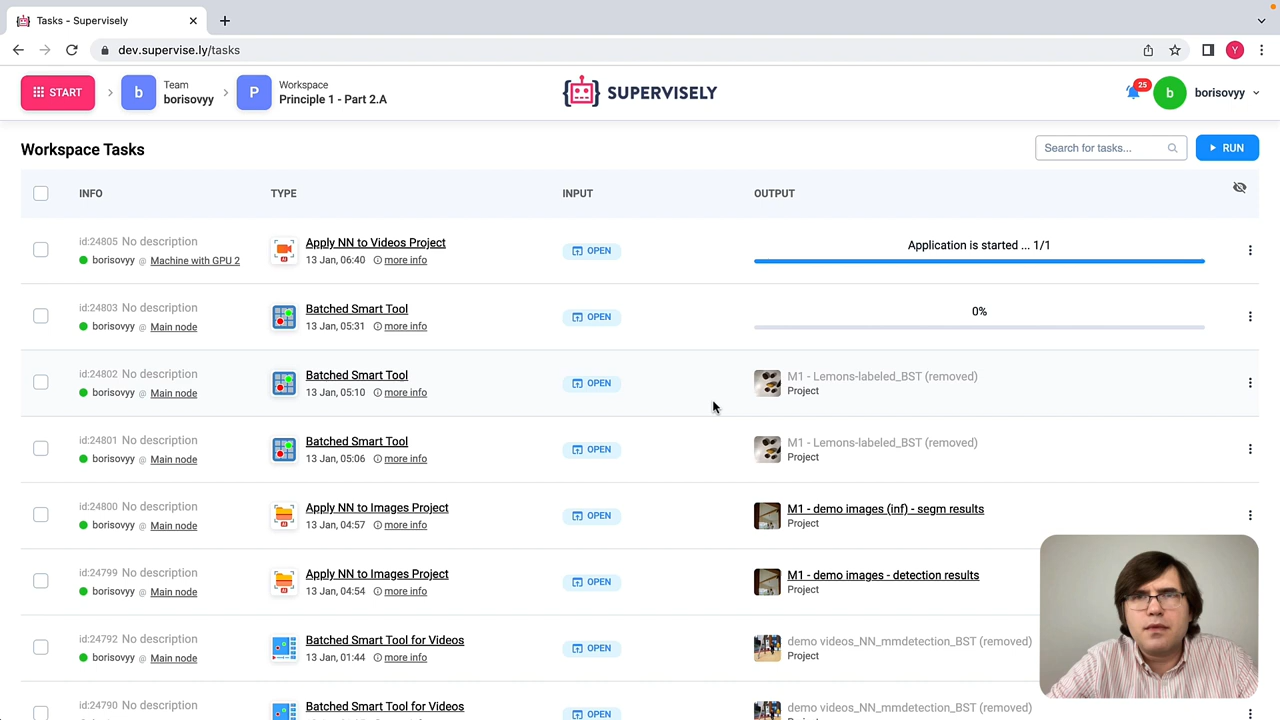 Tasks - Supervisely
dev.supervise.ly/tasks
Y
START
b
Team
borisovyy
P
Workspace
Principle 1 - Part 2.A
SUPERVISELY
25
b
borisovyy
Workspace Tasks
Search for tasks...
RUN
INFO
TYPE
INPUT
OUTPUT
id:24805 No description
borisovyy @ Machine with GPU 2
Apply NN to Videos Project
13 Jan, 06:40 more info
OPEN
Application is started ... 1/1
id:24803 No description
borisovyy @ Main node
Batched Smart Tool
13 Jan, 05:31 more info
OPEN
0%
id:24802 No description
borisovyy @ Main node
Batched Smart Tool
13 Jan, 05:10 more info
OPEN
M1 - Lemons-labeled_BST (removed)
Project
id:24801 No description
borisovyy @ Main node
Batched Smart Tool
13 Jan, 05:06 more info
OPEN
M1 - Lemons-labeled_BST (removed)
Project
id:24800 No description
borisovyy @ Main node
Apply NN to Images Project
13 Jan, 04:57 more info
OPEN
M1 - demo images (inf) - segm results
Project
id:24799 No description
borisovyy @ Main node
Apply NN to Images Project
13 Jan, 04:54 more info
OPEN
M1 - demo images - detection results
Project
id:24792 No description
borisovyy @ Main node
Batched Smart Tool for Videos
13 Jan, 01:44 more info
OPEN
demo videos_NN_mmdetection_BST (removed)
Project
id:24790 No description
Batched Smart Tool for Videos
OPEN
demo videos_NN_mmdetection_BST (removed)